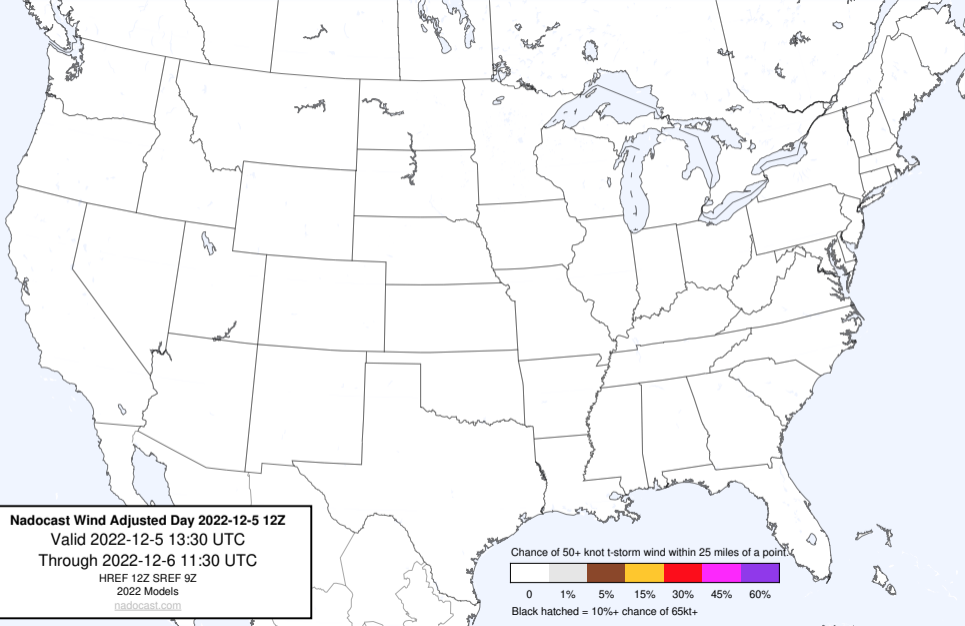 Nadocast Wind Adjusted Day 2022-12-5 12Z
Valid 2022-12-5 13:30 UTC
Through 2022-12-6 11:30 UTC
HREF 12Z SREF 9Z
2022 Models
nadocast.com
Chance of 50+ knot t-storm wind within 25 miles of a point.
0 1% 5% 15% 30% 45% 60%
Black hatched = 10%+ chance of 65kt+